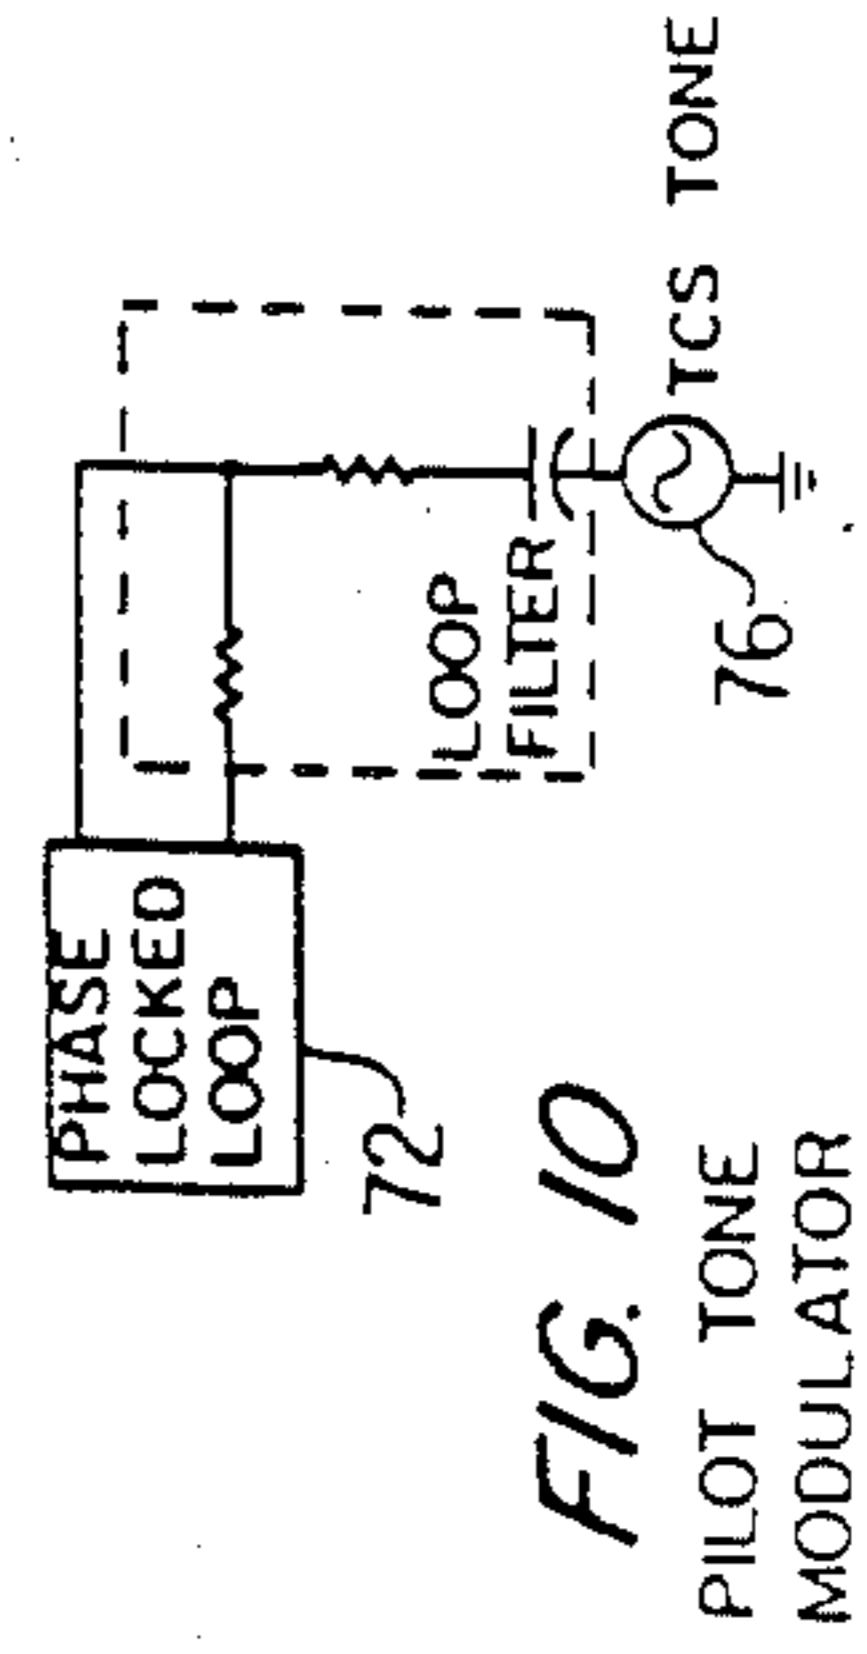 PHASE
LOCKED
LOOP
72
LOOP
FILTER
76
TCS TONE
FIG. 10
PILOT TONE
MODULATOR